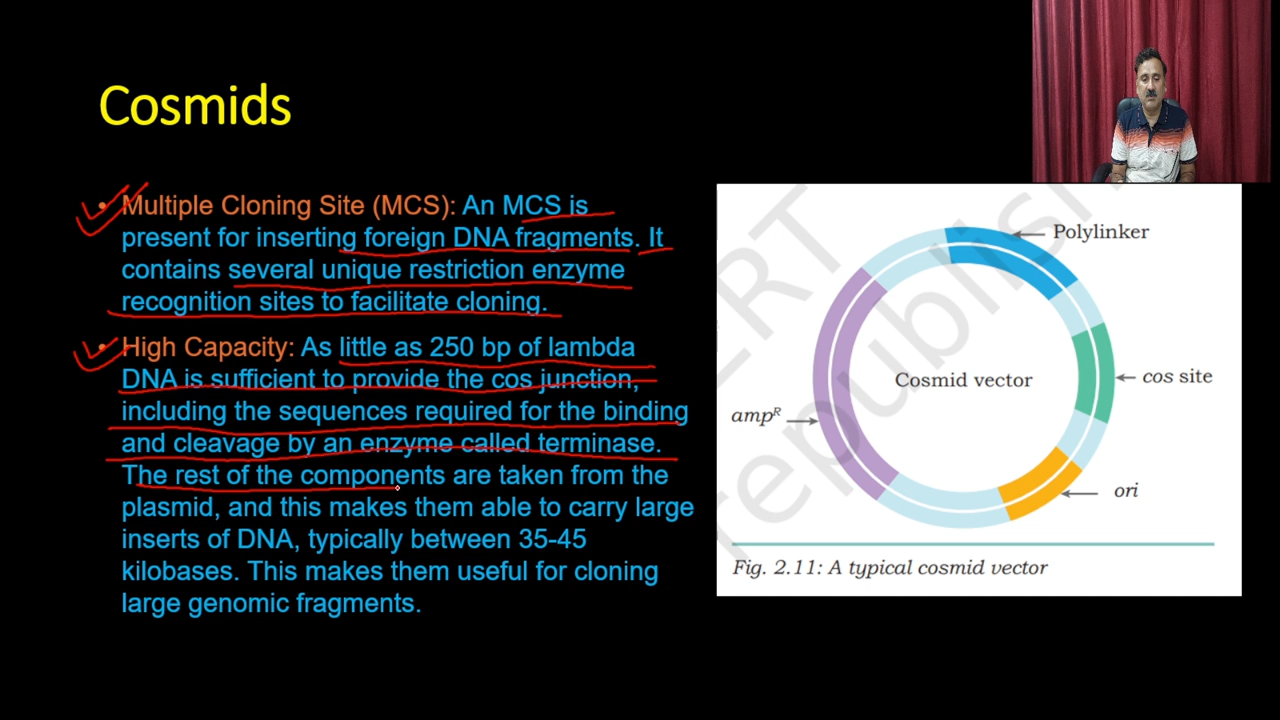 Cosmids
• Multiple Cloning Site (MCS): An MCS is
present for inserting foreign DNA fragments. It
contains several unique restriction enzyme
recognition sites to facilitate cloning.
• High Capacity: As little as 250 bp of lambda
DNA is sufficient to provide the cos junction,
including the sequences required for the binding
and cleavage by an enzyme called terminase.
The rest of the components are taken from the
plasmid, and this makes them able to carry large
inserts of DNA, typically between 35-45
kilobases. This makes them useful for cloning
large genomic fragments.
Polylinker
Cosmid vector
cos site
ampᴿ
ori
Fig. 2.11: A typical cosmid vector